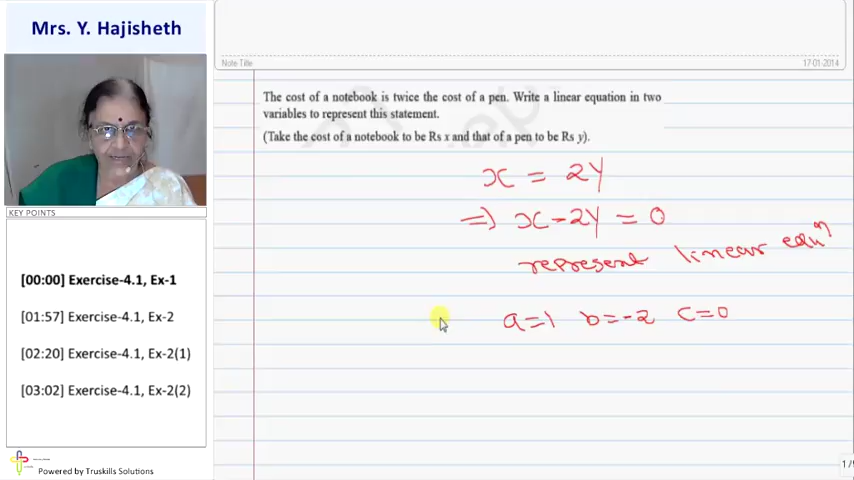 Mrs. Y. Hajisheth
Note Title
17-01-2014
The cost of a notebook is twice the cost of a pen. Write a linear equation in two
variables to represent this statement.
(Take the cost of a notebook to be Rs x and that of a pen to be Rs y).
x = 2y
=> x - 2y = 0
represent linear equn
a=1 b=-2 c=0
KEY POINTS
[00:00] Exercise-4.1, Ex-1
[01:57] Exercise-4.1, Ex-2
[02:20] Exercise-4.1, Ex-2(1)
[03:02] Exercise-4.1, Ex-2(2)
Powered by Truskills Solutions